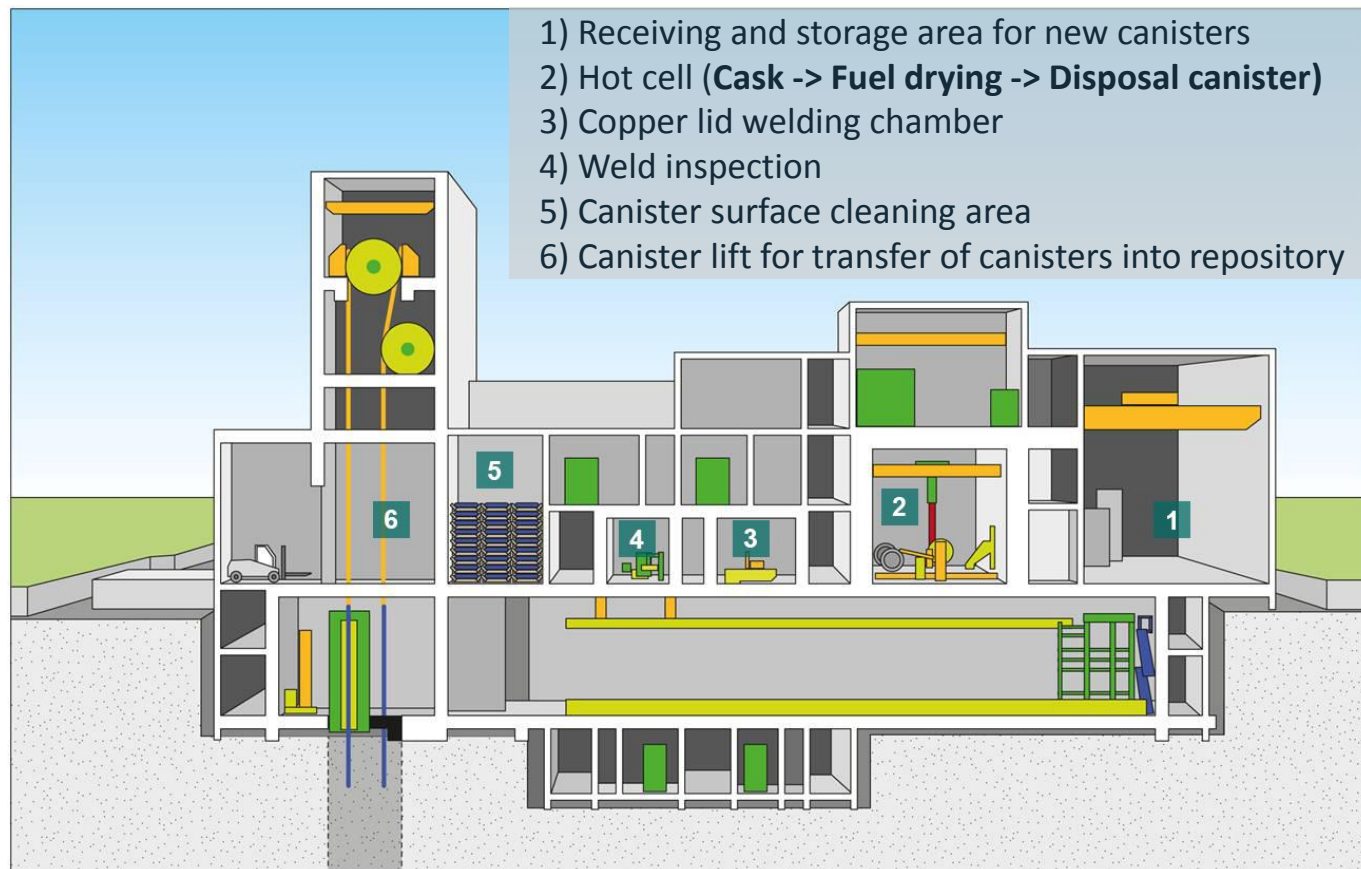 1) Receiving and storage area for new canisters
2) Hot cell (Cask -> Fuel drying -> Disposal canister)
3) Copper lid welding chamber
4) Weld inspection
5) Canister surface cleaning area
6) Canister lift for transfer of canisters into repository
5
6
4
3
2
1